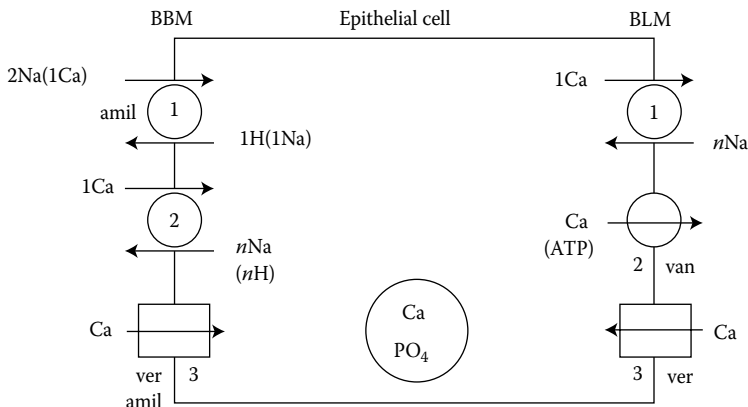 BBM Epithelial cell BLM
2Na(1Ca)
amil
1
1H(1Na)
1Ca
2
nNa
(nH)
Ca
ver 3
amil
Ca
PO₄
1Ca
1
nNa
Ca
(ATP)
2 van
Ca
3 ver